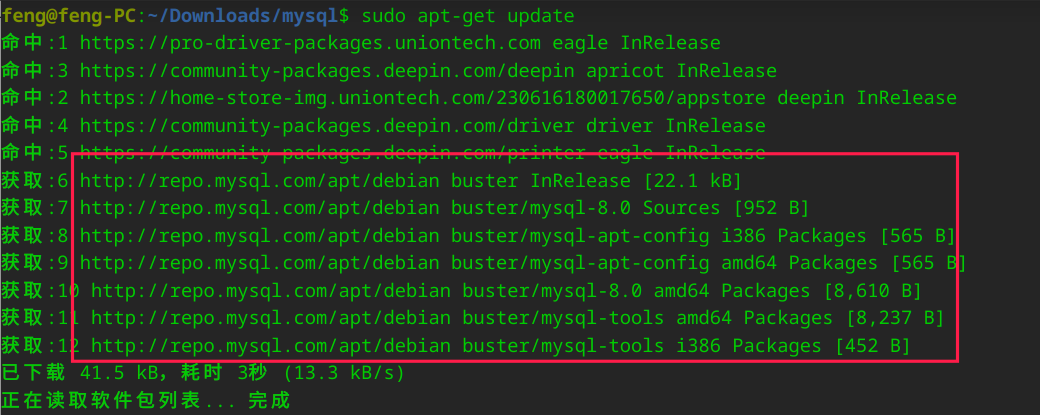 feng@feng-PC:~/Downloads/mysql$ sudo apt-get update
命中:1 https://pro-driver-packages.uniontech.com eagle InRelease
命中:3 https://community-packages.deepin.com/deepin apricot InRelease
命中:2 https://home-store-img.uniontech.com/230616180017650/appstore deepin InRelease
命中:4 https://community-packages.deepin.com/driver driver InRelease
命中:5 https://community-packages.deepin.com/printer eagle InRelease
获取:6 http://repo.mysql.com/apt/debian buster InRelease [22.1 kB]
获取:7 http://repo.mysql.com/apt/debian buster/mysql-8.0 Sources [952 B]
获取:8 http://repo.mysql.com/apt/debian buster/mysql-apt-config i386 Packages [565 B]
获取:9 http://repo.mysql.com/apt/debian buster/mysql-apt-config amd64 Packages [565 B]
获取:10 http://repo.mysql.com/apt/debian buster/mysql-8.0 amd64 Packages [8,610 B]
获取:11 http://repo.mysql.com/apt/debian buster/mysql-tools amd64 Packages [8,237 B]
获取:12 http://repo.mysql.com/apt/debian buster/mysql-tools i386 Packages [452 B]
已下载 41.5 kB，耗时 3秒 (13.3 kB/s)
正在读取软件包列表... 完成